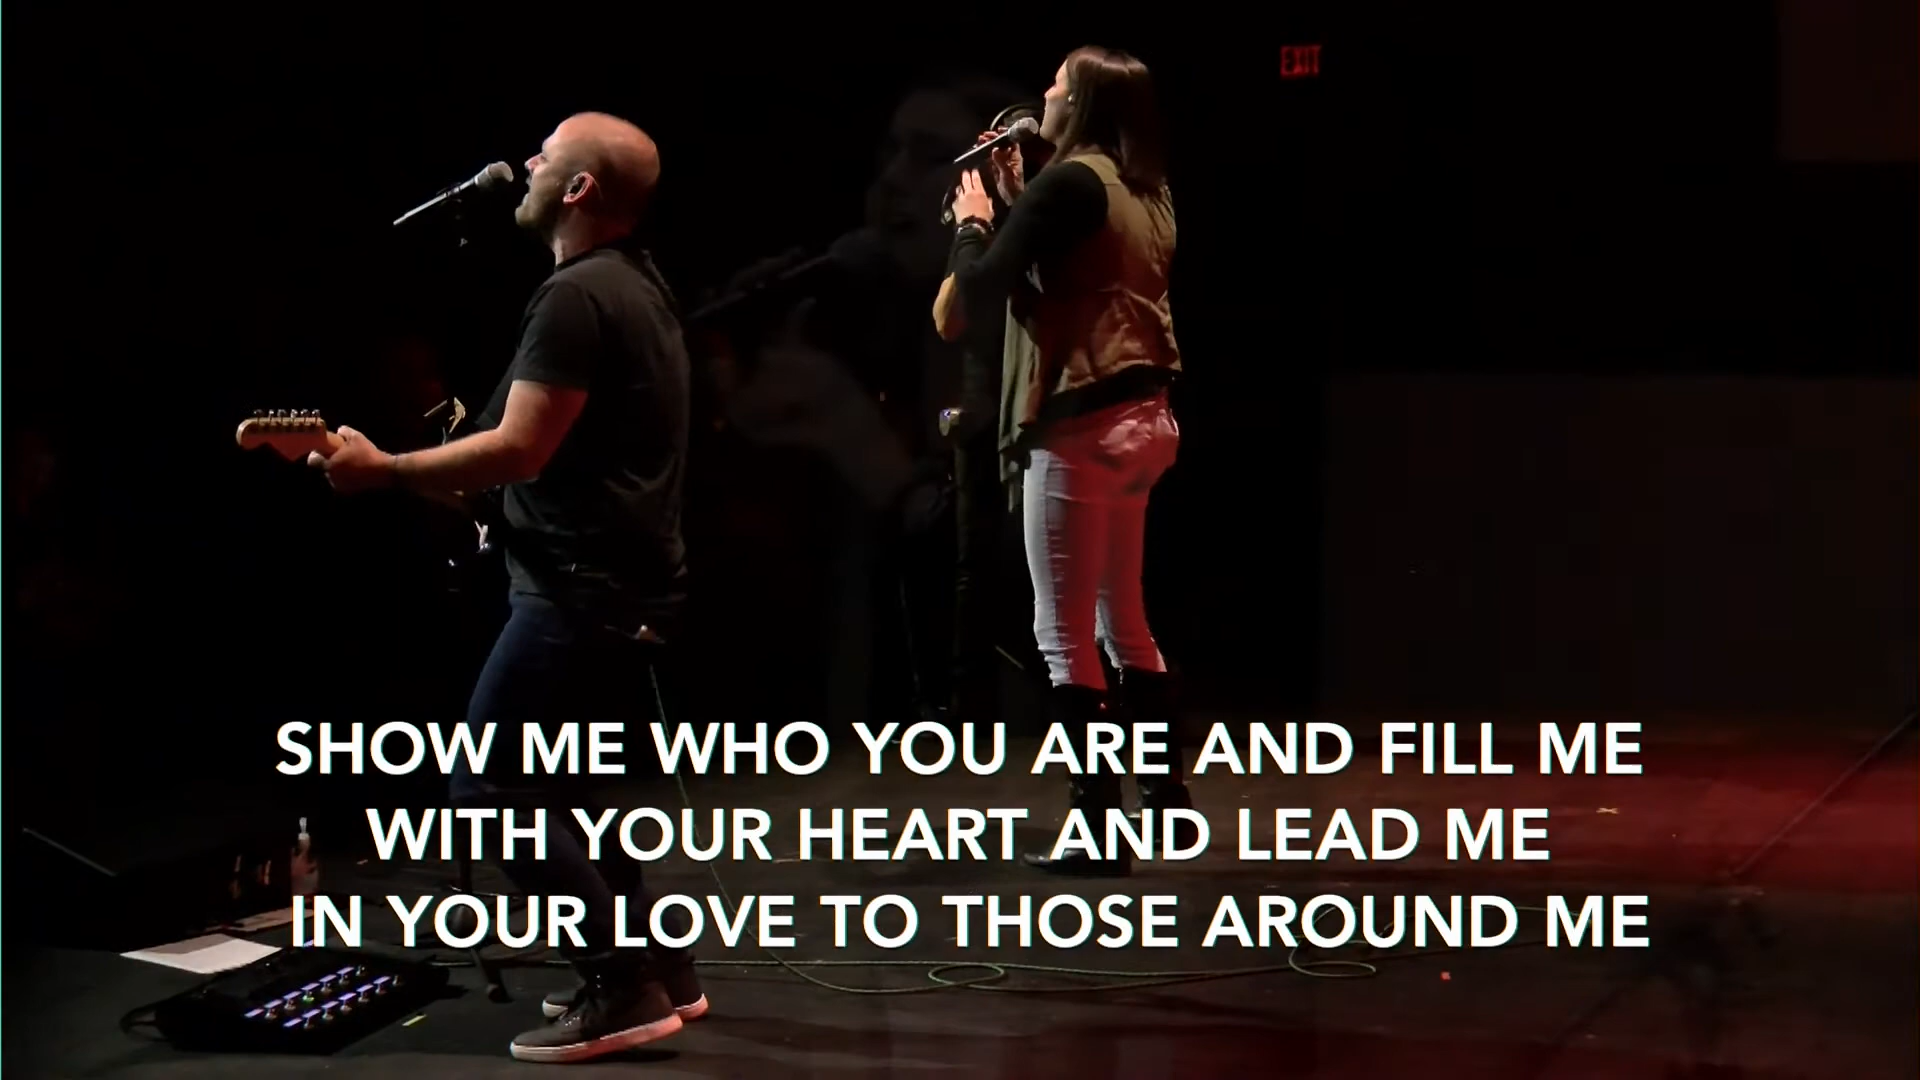 EXIT
SHOW ME WHO YOU ARE AND FILL ME
WITH YOUR HEART AND LEAD ME
IN YOUR LOVE TO THOSE AROUND ME